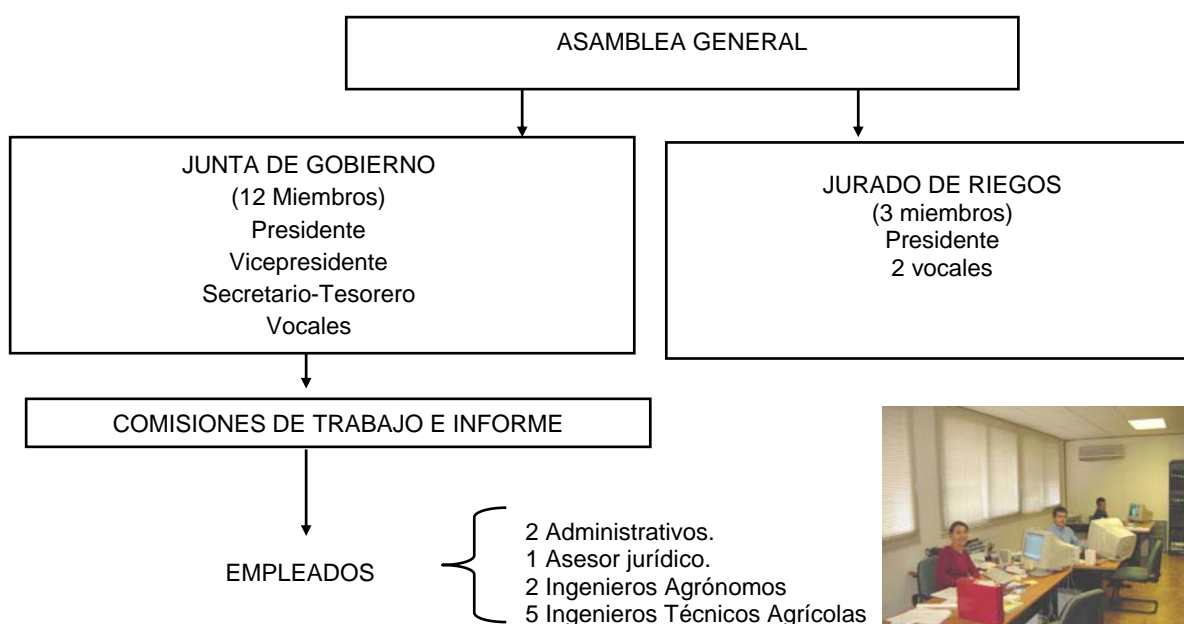 ASAMBLEA GENERAL
JUNTA DE GOBIERNO
(12 Miembros)
Presidente
Vicepresidente
Secretario-Tesorero
Vocales
JURADO DE RIEGOS
(3 miembros)
Presidente
2 vocales
COMISIONES DE TRABAJO E INFORME
EMPLEADOS
2 Administrativos.
1 Asesor jurídico.
2 Ingenieros Agrónomos
5 Ingenieros Técnicos Agrícolas